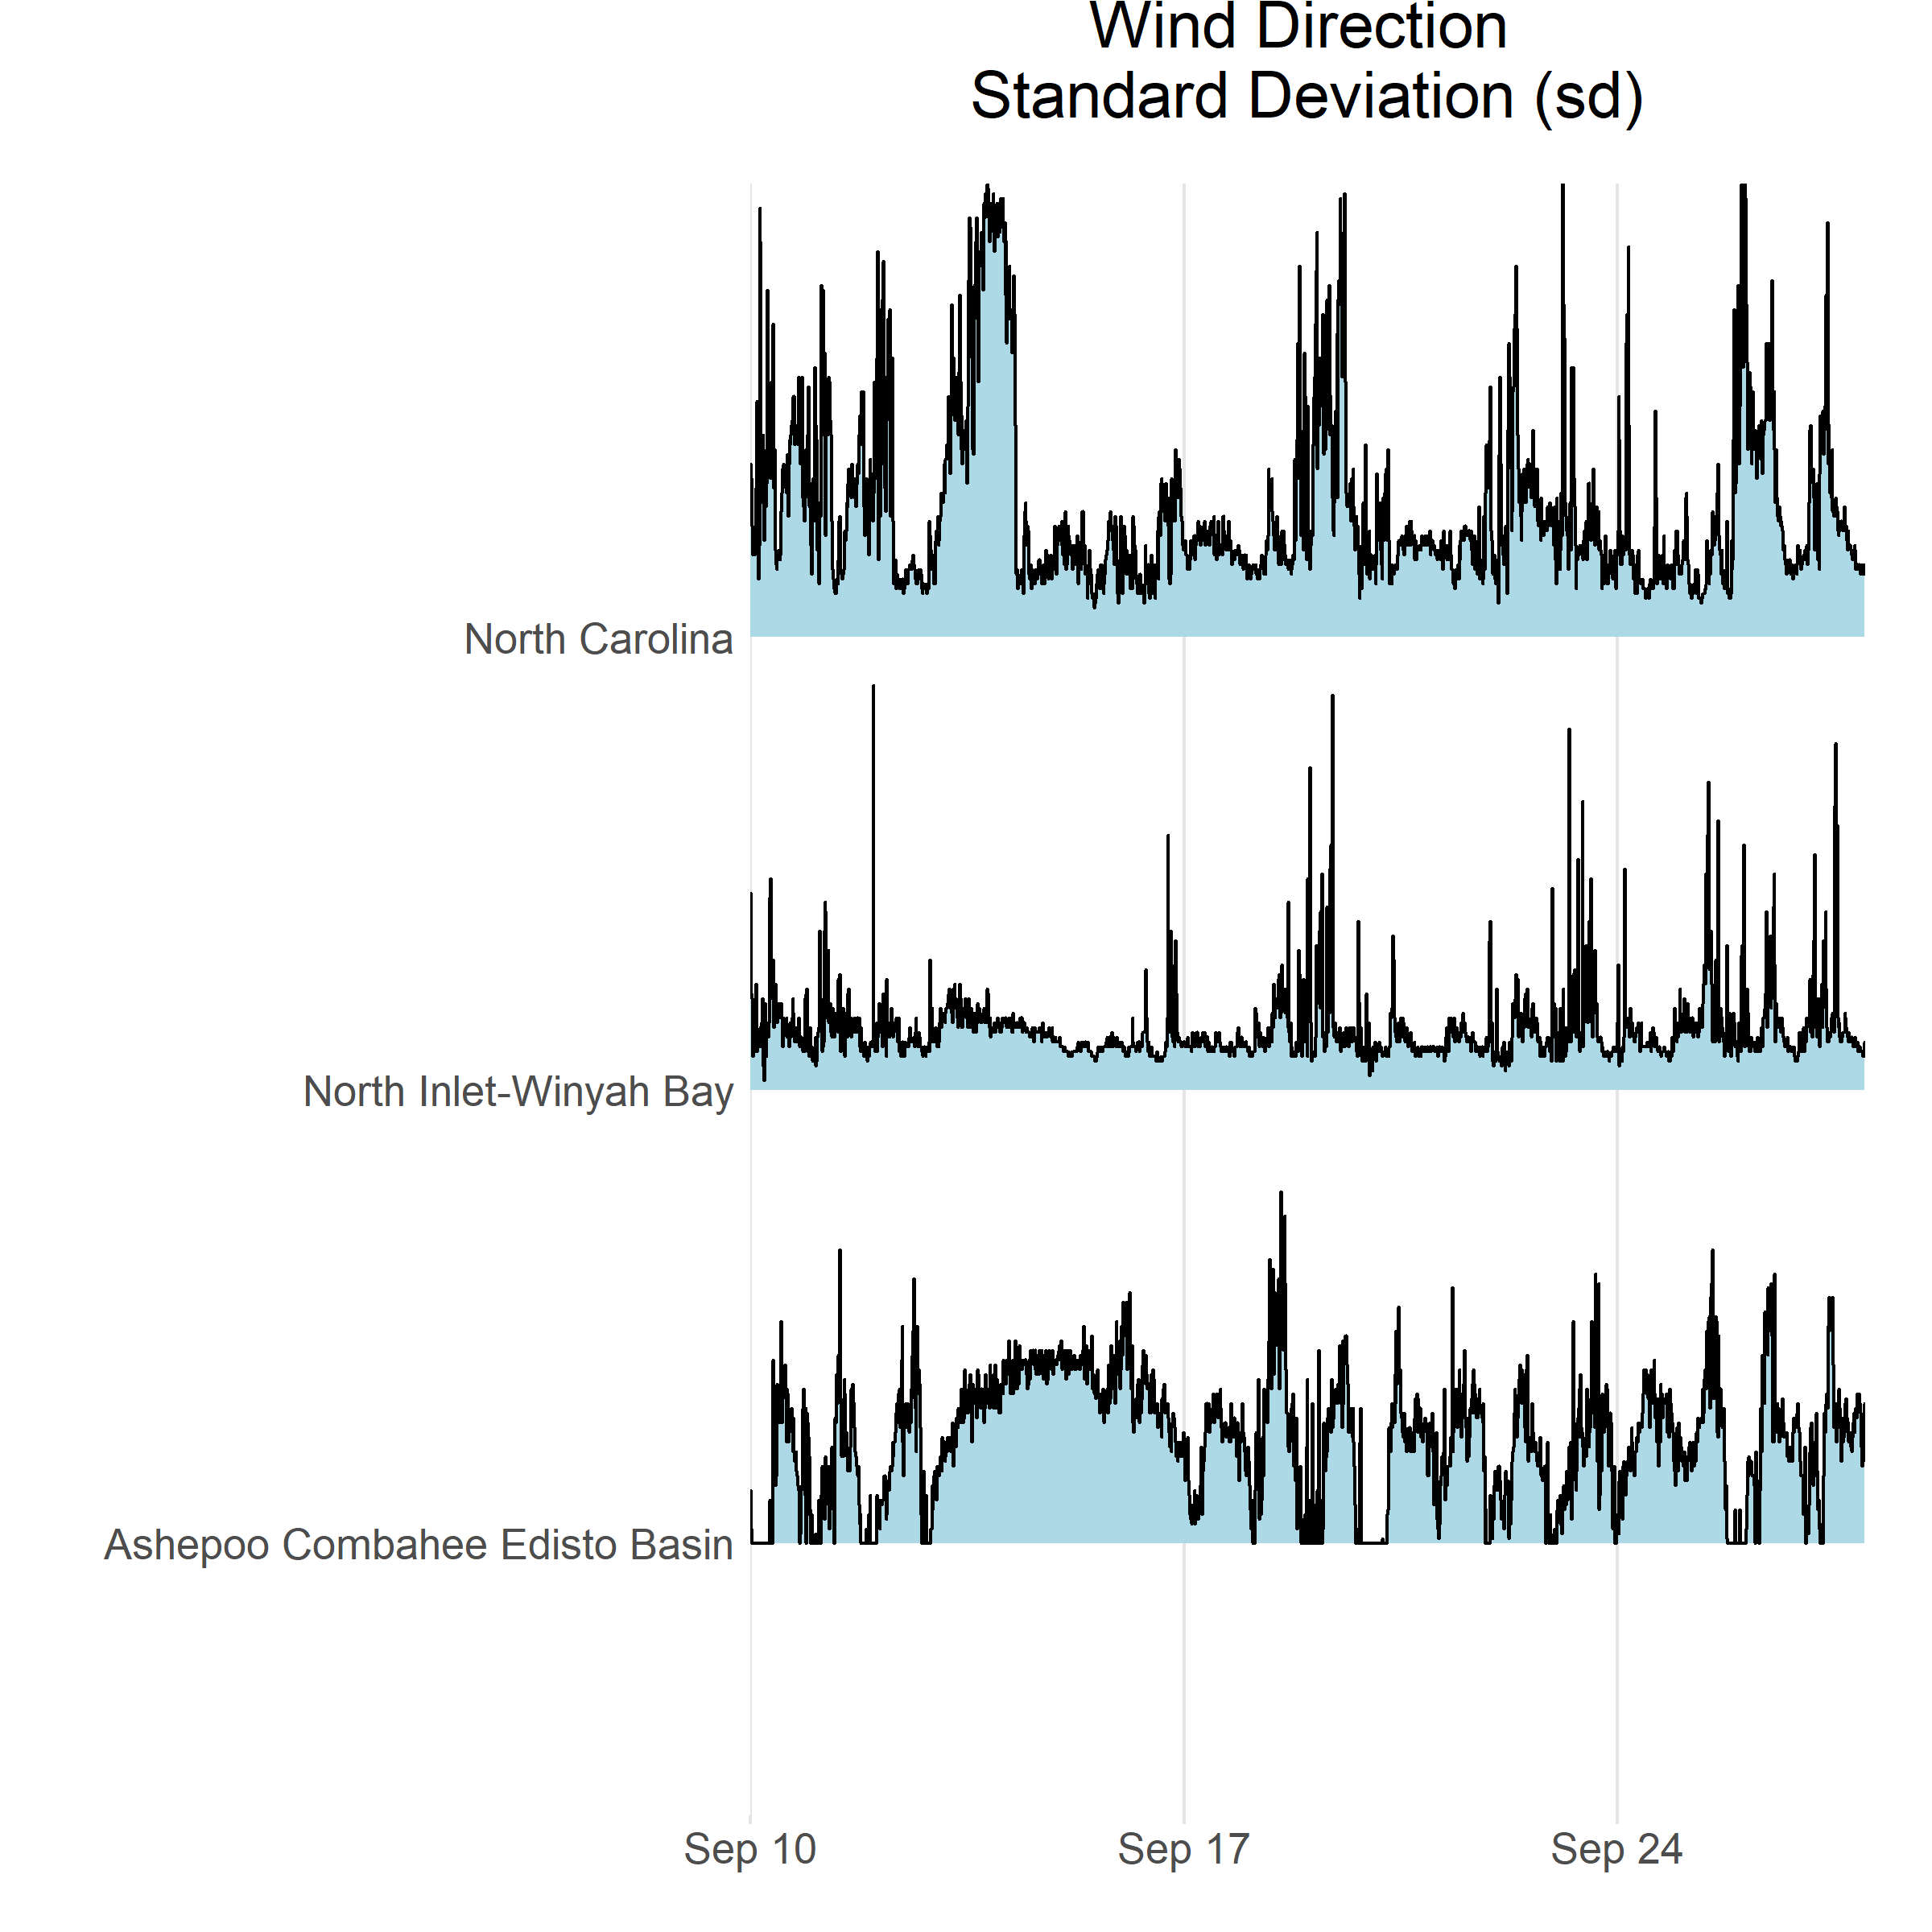 Wind Direction
Standard Deviation (sd)
North Carolina
North Inlet-Winyah Bay
Ashepoo Combahee Edisto Basin
Sep 10
Sep 17
Sep 24